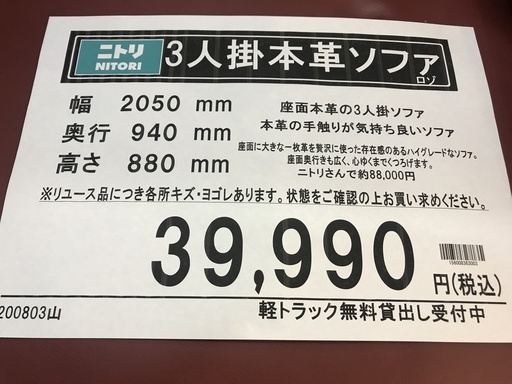 ニトリ
NITORI
3人掛本革ソファ
ロゾ
幅 2050 mm
奥行 940 mm
高さ 880 mm
座面本革の3人掛ソファ
本革の手触りが気持ち良いソファ
座面に大きな一枚革を贅沢に使った存在感のあるハイグレードなソファ。
座面奥行きも広く、心ゆくまでくつろげます。
ニトリさんで約88,000円
※リユース品につき各所キズ・ヨゴレあります。状態をご確認の上お買い求めください。
39,990
円(税込)
200803山
軽トラック無料貸出し受付中